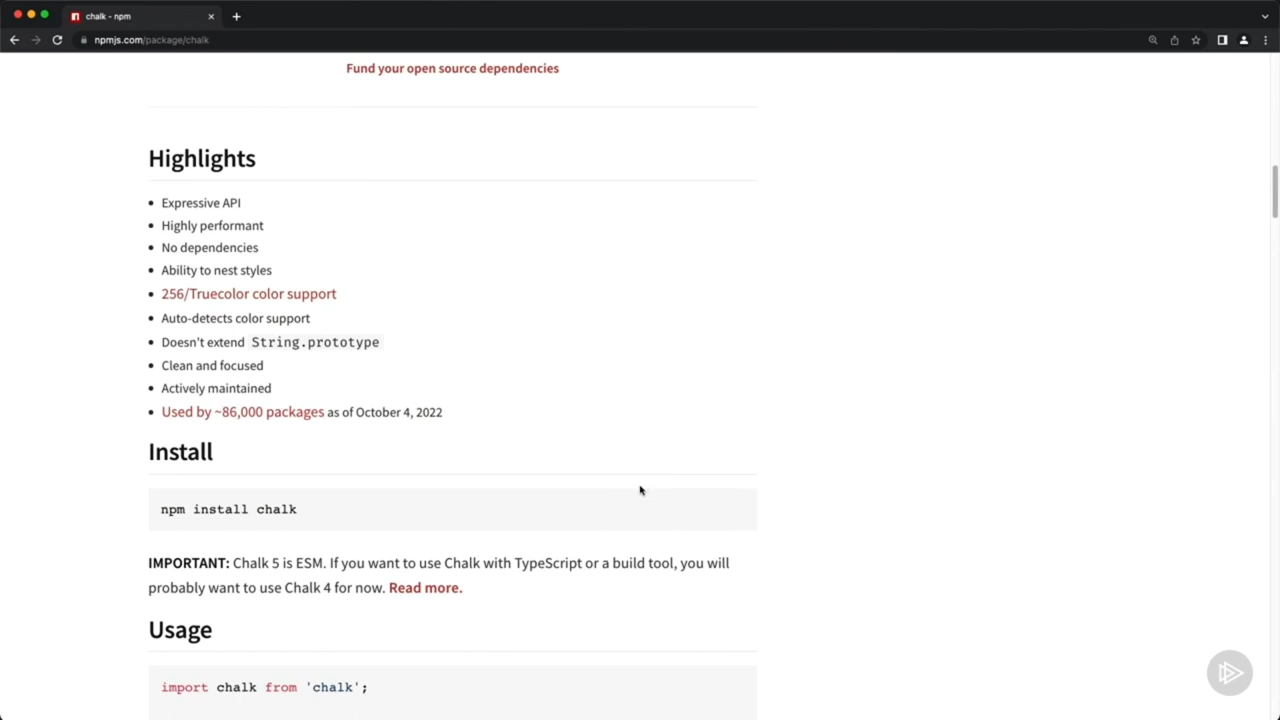 chalk - npm
npmjs.com/package/chalk
Fund your open source dependencies
Highlights
Expressive API
Highly performant
No dependencies
Ability to nest styles
256/Truecolor color support
Auto-detects color support
Doesn't extend String.prototype
Clean and focused
Actively maintained
Used by ~86,000 packages as of October 4, 2022
Install
npm install chalk
IMPORTANT: Chalk 5 is ESM. If you want to use Chalk with TypeScript or a build tool, you will
probably want to use Chalk 4 for now. Read more.
Usage
import chalk from 'chalk';